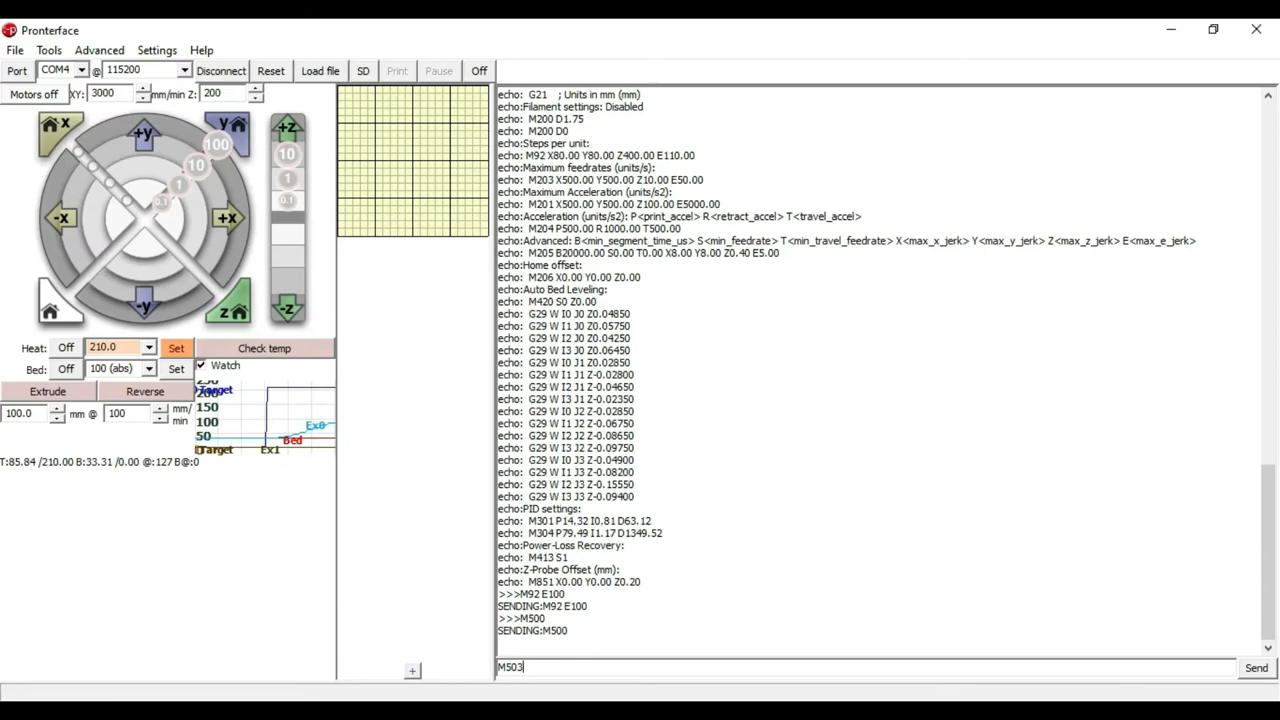 Pronterface
File Tools Advanced Settings Help
Port COM4 @ 115200 Disconnect Reset Load file SD Print Pause Off
Motors off XY: 3000 mm/min Z: 200
x y +y +z
100
10 10
1 1
0.1 0.1
-x +x
-y z -z
Heat: Off 210.0 Set Check temp
Bed: Off 100 (abs) Set Watch
Extrude Reverse
100.0 mm @ 100 mm/
min
Target
150
100 Ex0
50 Bed
Target Ex1
T:85.84 /210.00 B:33.31 /0.00 @:127 B@:0
+
echo:  G21    ; Units in mm (mm)
echo:Filament settings: Disabled
echo:  M200 D1.75
echo:  M200 D0
echo:Steps per unit:
echo:  M92 X80.00 Y80.00 Z400.00 E110.00
echo:Maximum feedrates (units/s):
echo:  M203 X500.00 Y500.00 Z10.00 E50.00
echo:Maximum Acceleration (units/s2):
echo:  M201 X500.00 Y500.00 Z100.00 E5000.00
echo:Acceleration (units/s2): P<print_accel> R<retract_accel> T<travel_accel>
echo:  M204 P500.00 R1000.00 T500.00
echo:Advanced: B<min_segment_time_us> S<min_feedrate> T<min_travel_feedrate> X<max_x_jerk> Y<max_y_jerk> Z<max_z_jerk> E<max_e_jerk>
echo:  M205 B20000.00 S0.00 T0.00 X8.00 Y8.00 Z0.40 E5.00
echo:Home offset:
echo:  M206 X0.00 Y0.00 Z0.00
echo:Auto Bed Leveling:
echo:  M420 S0 Z0.00
echo:  G29 W I0 J0 Z0.04850
echo:  G29 W I1 J0 Z0.05750
echo:  G29 W I2 J0 Z0.04250
echo:  G29 W I3 J0 Z0.06450
echo:  G29 W I0 J1 Z0.02850
echo:  G29 W I1 J1 Z-0.02800
echo:  G29 W I2 J1 Z-0.04650
echo:  G29 W I3 J1 Z-0.02350
echo:  G29 W I0 J2 Z-0.02850
echo:  G29 W I1 J2 Z-0.06750
echo:  G29 W I2 J2 Z-0.08650
echo:  G29 W I3 J2 Z-0.09750
echo:  G29 W I0 J3 Z-0.04900
echo:  G29 W I1 J3 Z-0.08200
echo:  G29 W I2 J3 Z-0.15550
echo:  G29 W I3 J3 Z-0.09400
echo:PID settings:
echo:  M301 P14.32 I0.81 D63.12
echo:  M304 P79.49 I1.17 D1349.52
echo:Power-Loss Recovery:
echo:  M413 S1
echo:Z-Probe Offset (mm):
echo:  M851 X0.00 Y0.00 Z0.20
>>>M92 E100
SENDING:M92 E100
>>>M500
SENDING:M500
M503 Send